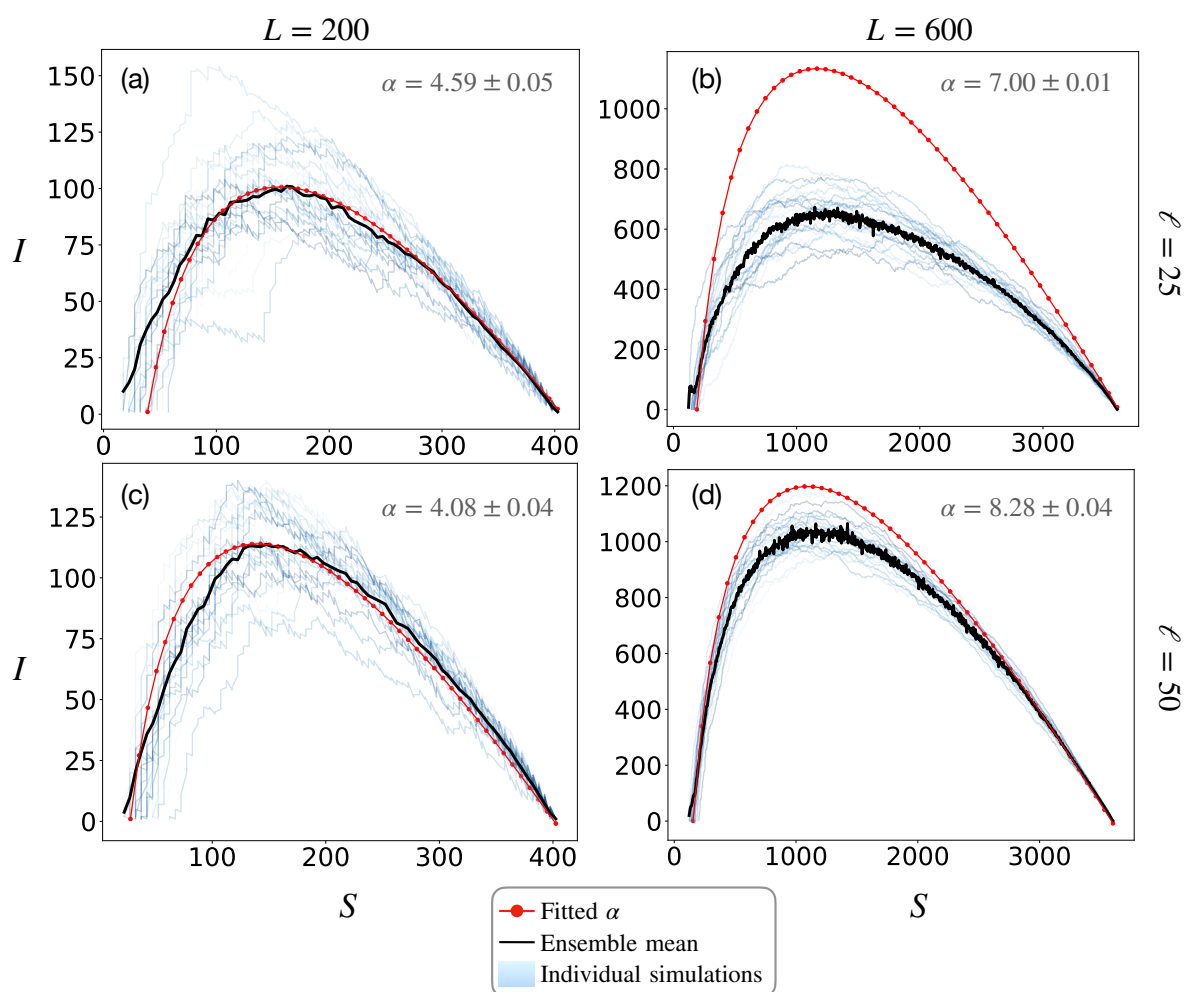 L = 200
L = 600
(a)
α = 4.59 ± 0.05
150
125
100
75
50
25
0
I
0
100
200
300
400
(b)
α = 7.00 ± 0.01
1000
800
600
400
200
0
0
1000
2000
3000
ℓ = 25
(c)
α = 4.08 ± 0.04
125
100
75
50
25
0
I
100
200
300
400
S
(d)
α = 8.28 ± 0.04
1200
1000
800
600
400
200
0
0
1000
2000
3000
S
ℓ = 50
Fitted α
Ensemble mean
Individual simulations